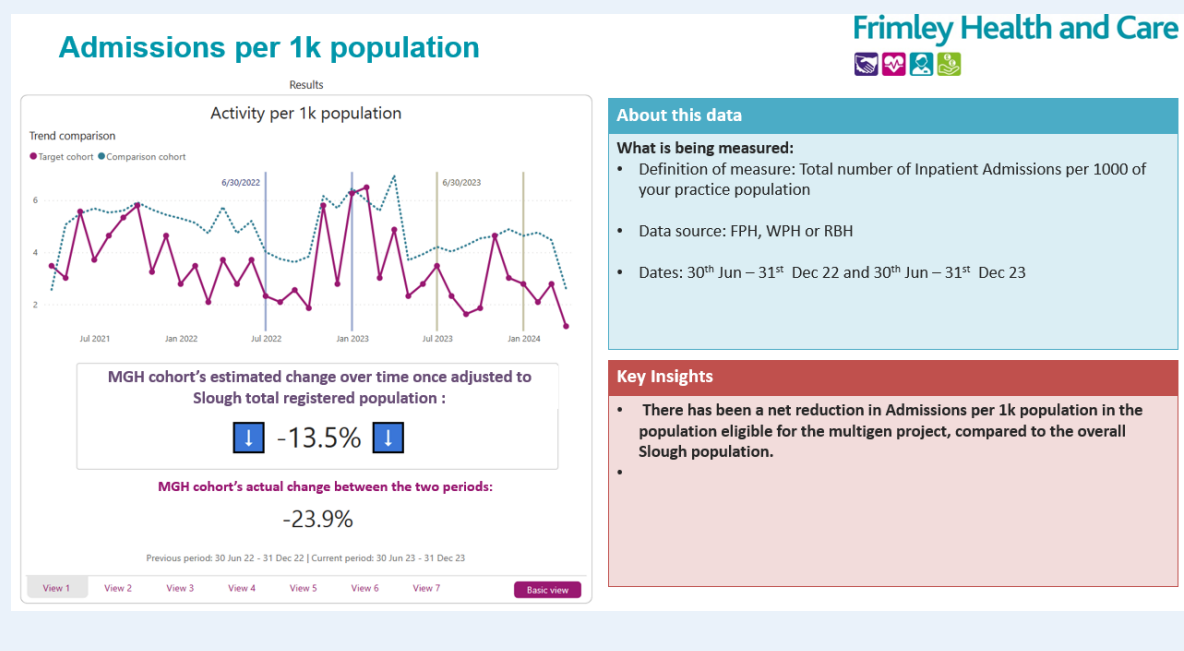 Admissions per 1k population
Frimley Health and Care
Results
Activity per 1k population
Trend comparison
Target cohort Comparison cohort
6/30/2022
6/30/2023
6
4
2
Jul 2021 Jan 2022 Jul 2022 Jan 2023 Jul 2023 Jan 2024
MGH cohort’s estimated change over time once adjusted to
Slough total registered population :
↓ -13.5% ↓
MGH cohort’s actual change between the two periods:
-23.9%
Previous period: 30 Jun 22 - 31 Dec 22 | Current period: 30 Jun 23 - 31 Dec 23
View 1 View 2 View 3 View 4 View 5 View 6 View 7 Basic view
About this data
What is being measured:
• Definition of measure: Total number of Inpatient Admissions per 1000 of
your practice population
• Data source: FPH, WPH or RBH
• Dates: 30th Jun – 31st Dec 22 and 30th Jun – 31st Dec 23
Key Insights
• There has been a net reduction in Admissions per 1k population in the
population eligible for the multigen project, compared to the overall
Slough population.
•